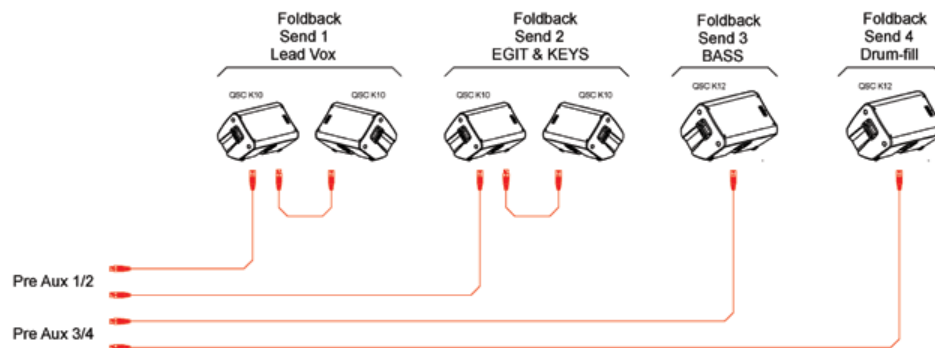 Foldback
Send 1
Lead Vox
Foldback
Send 2
EGIT & KEYS
Foldback
Send 3
BASS
Foldback
Send 4
Drum-fill
QSC K10
QSC K10
QSC K10
QSC K10
QSC K12
QSC K12
Pre Aux 1/2
Pre Aux 3/4